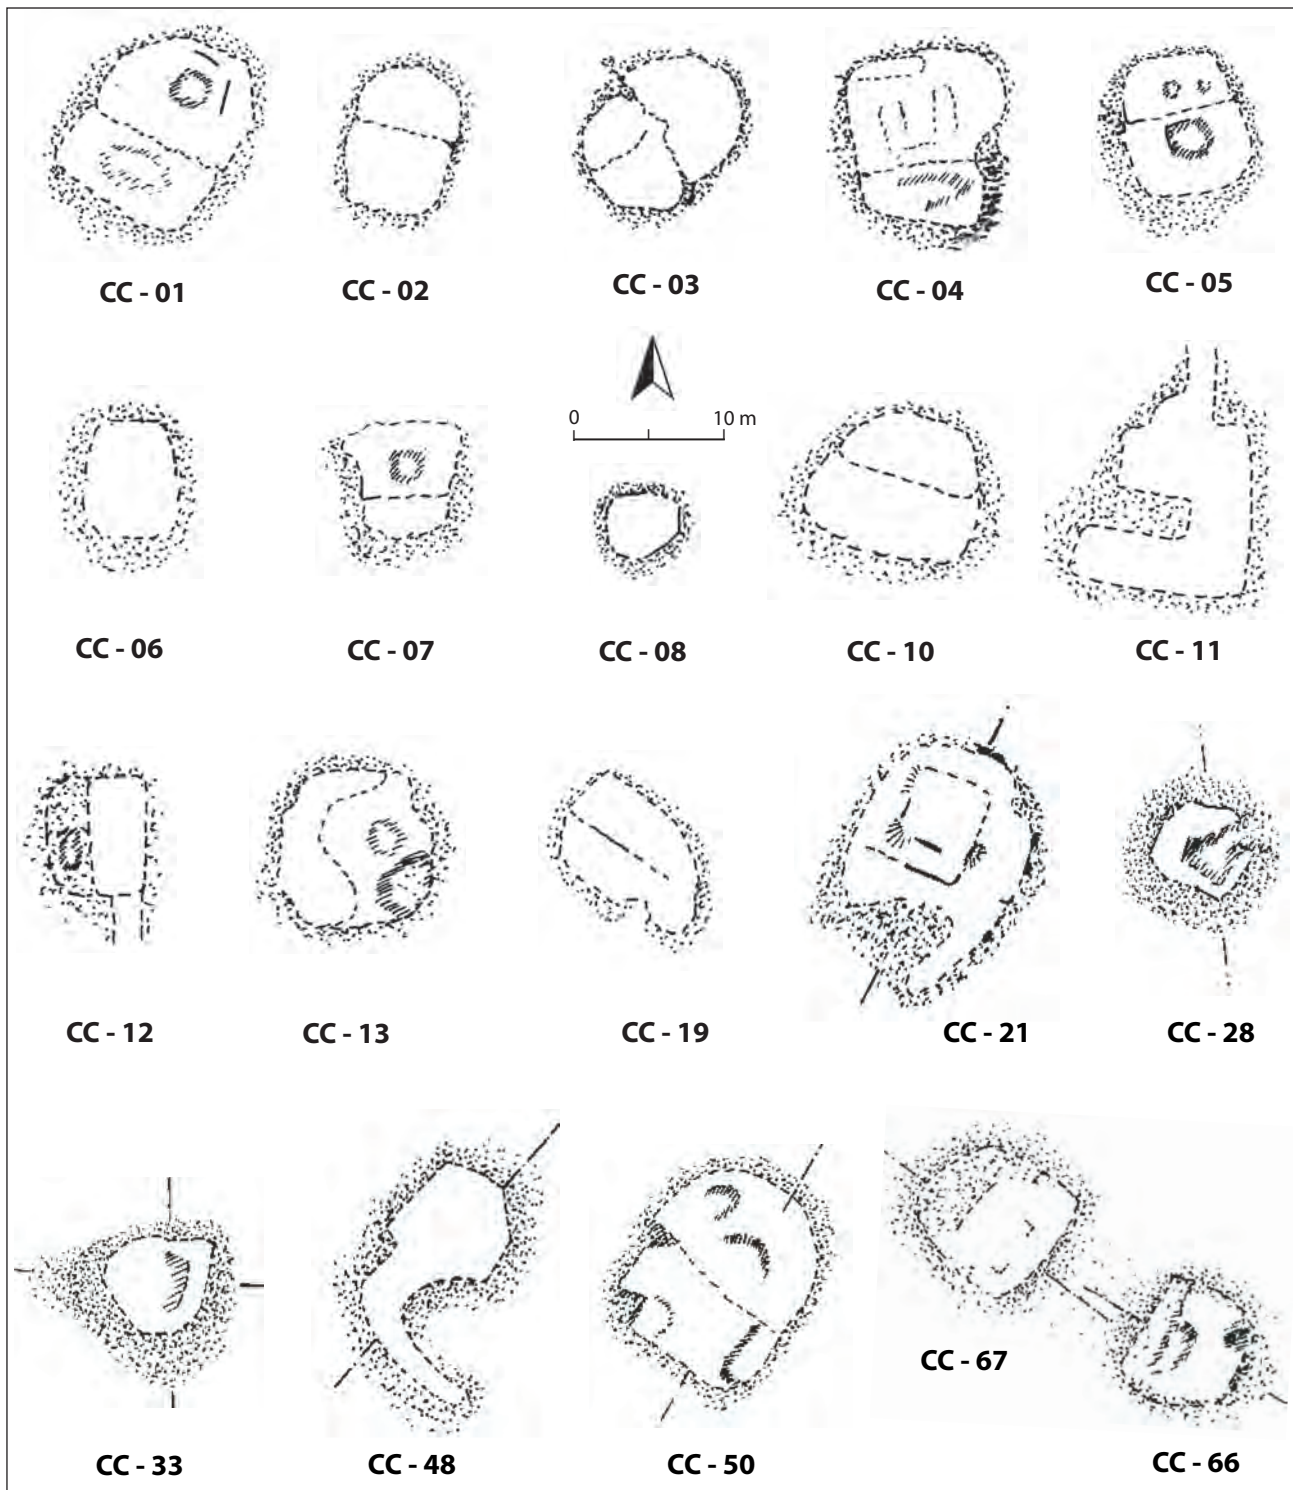 CC - 01
CC - 02
CC - 03
CC - 04
CC - 05
0 10 m
CC - 06
CC - 07
CC - 08
CC - 10
CC - 11
CC - 12
CC - 13
CC - 19
CC - 21
CC - 28
CC - 67
CC - 33
CC - 48
CC - 50
CC - 66